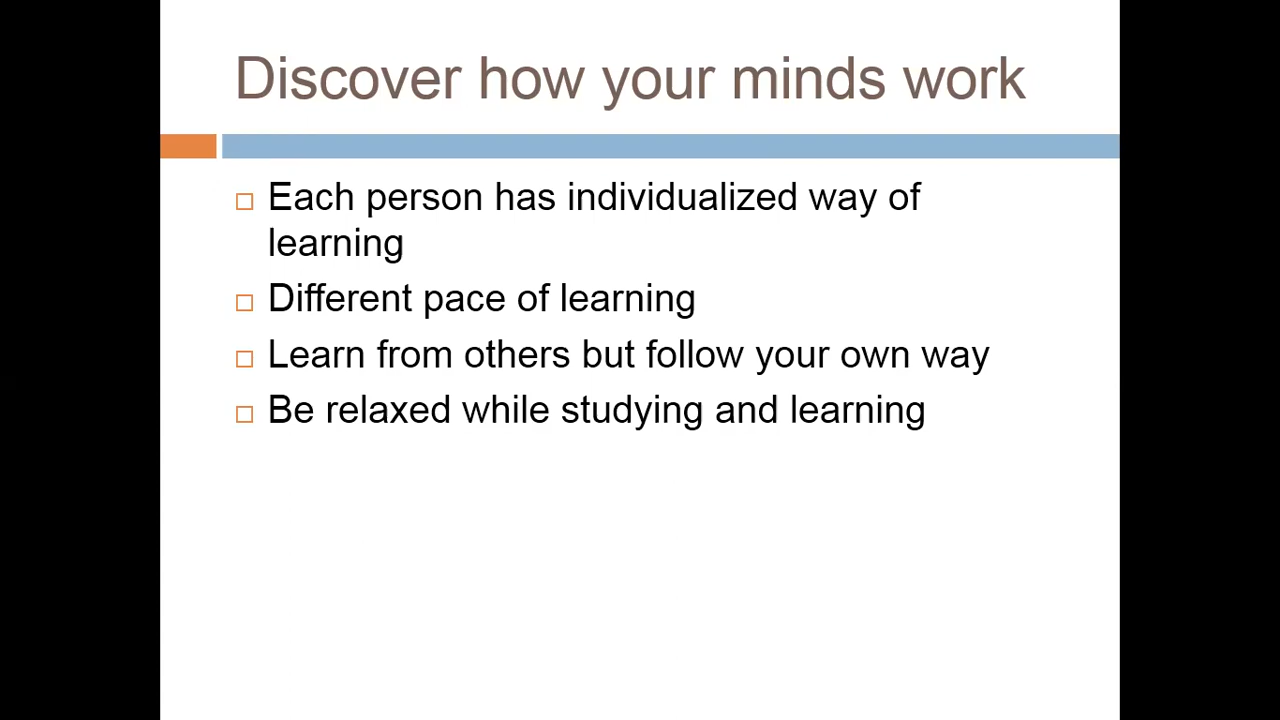 Discover how your minds work
Each person has individualized way of
learning
Different pace of learning
Learn from others but follow your own way
Be relaxed while studying and learning